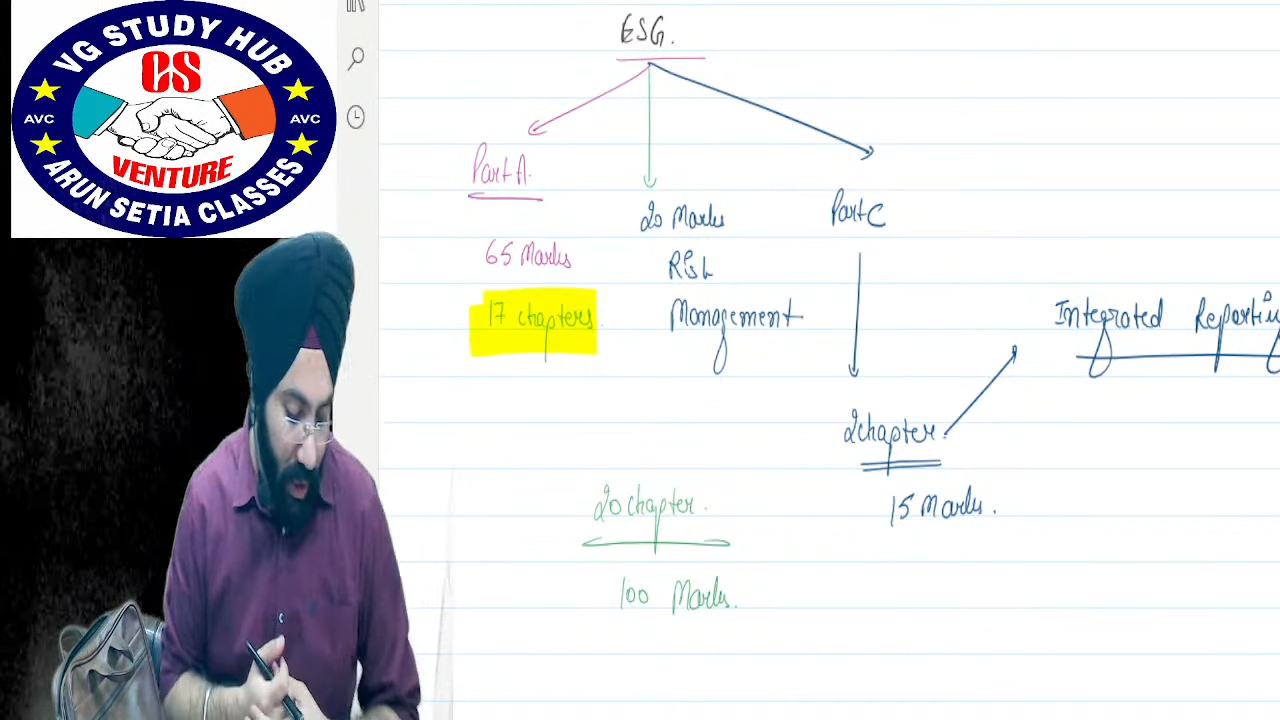 VG STUDY HUB
CS
AVC
AVC
VENTURE
ARUN SETIA CLASSES
ESG.
Part A.
65 Marks
17 chapters.
20 Marks
Risk
Management
Part C
2 chapter.
15 Marks.
Integrated Reportin
20 chapter.
100 Marks.